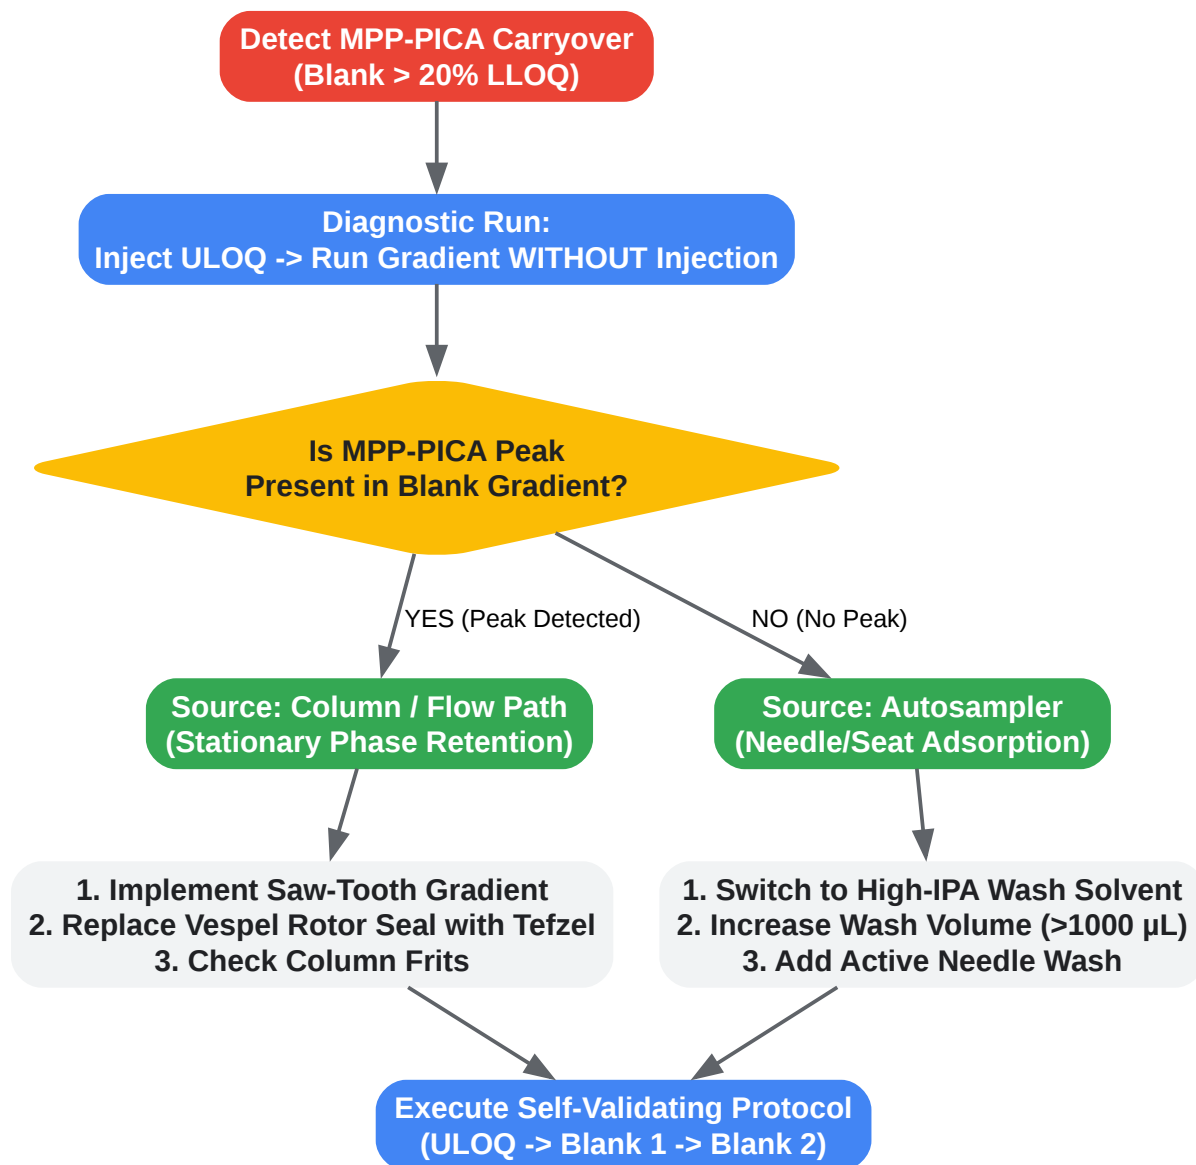 Detect MPP-PICA Carryover
(Blank > 20% LLOQ)
Diagnostic Run:
Inject ULOQ -> Run Gradient WITHOUT Injection
Is MPP-PICA Peak
Present in Blank Gradient?
YES (Peak Detected)
NO (No Peak)
Source: Column / Flow Path
(Stationary Phase Retention)
Source: Autosampler
(Needle/Seat Adsorption)
1. Implement Saw-Tooth Gradient
2. Replace Vespel Rotor Seal with Tefzel
3. Check Column Frits
1. Switch to High-IPA Wash Solvent
2. Increase Wash Volume (>1000 µL)
3. Add Active Needle Wash
Execute Self-Validating Protocol
(ULOQ -> Blank 1 -> Blank 2)